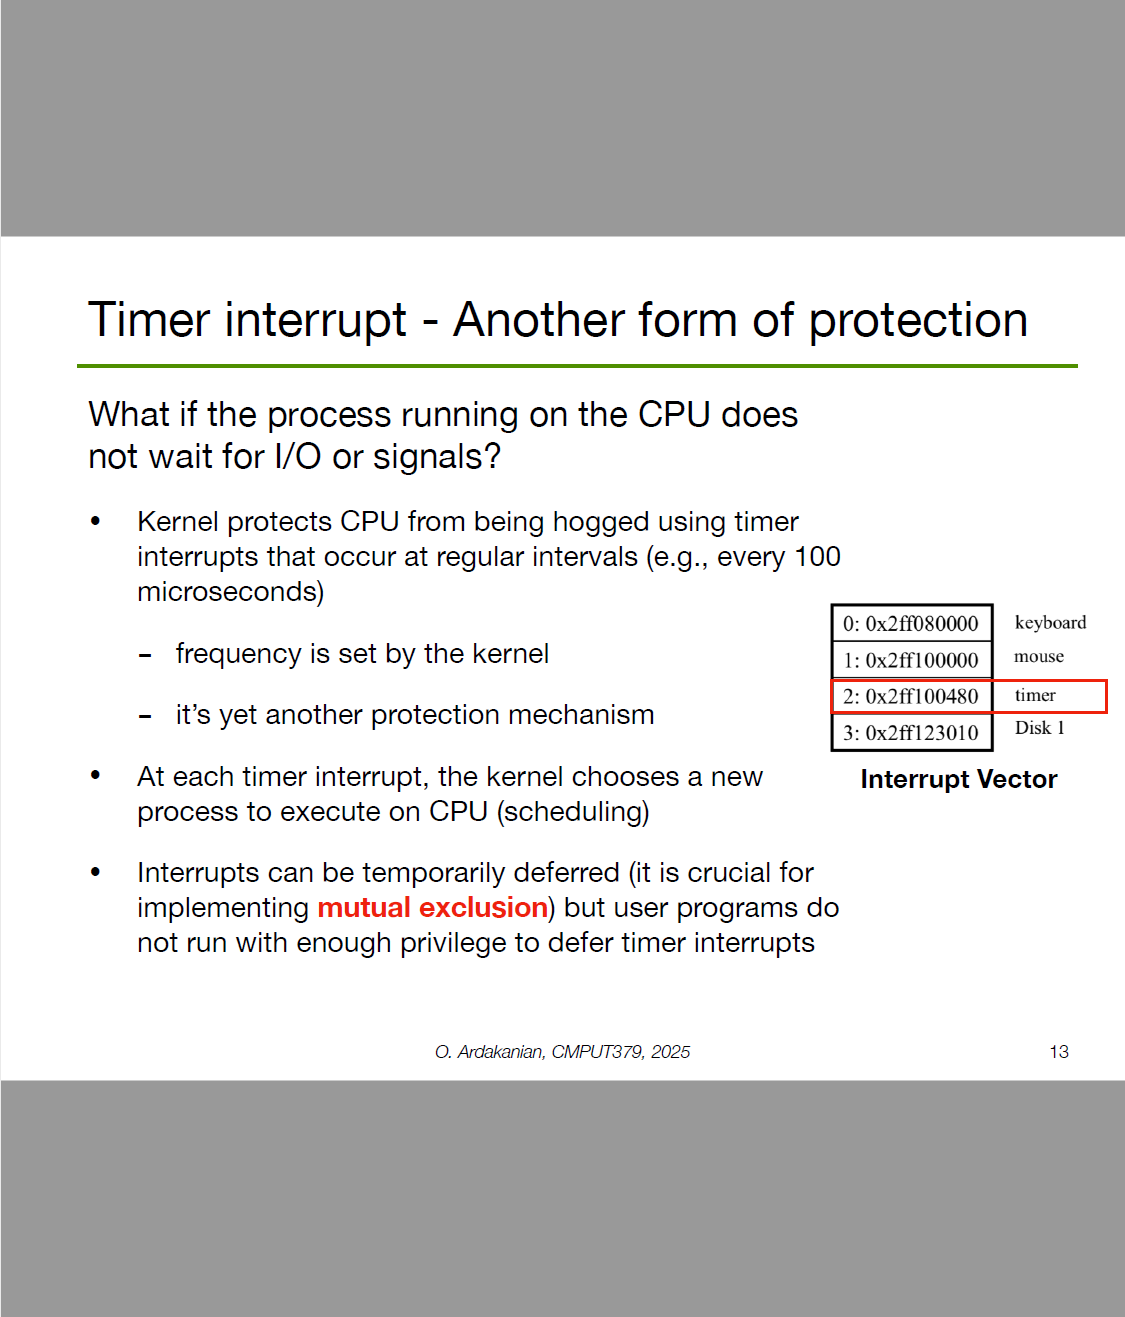 Timer interrupt - Another form of protection
What if the process running on the CPU does
not wait for I/O or signals?
• Kernel protects CPU from being hogged using timer
interrupts that occur at regular intervals (e.g., every 100
microseconds)
– frequency is set by the kernel
– it’s yet another protection mechanism
• At each timer interrupt, the kernel chooses a new
process to execute on CPU (scheduling)
• Interrupts can be temporarily deferred (it is crucial for
implementing mutual exclusion) but user programs do
not run with enough privilege to defer timer interrupts
0: 0x2ff080000 keyboard
1: 0x2ff100000 mouse
2: 0x2ff100480 timer
3: 0x2ff123010 Disk 1
Interrupt Vector
O. Ardakanian, CMPUT379, 2025
13